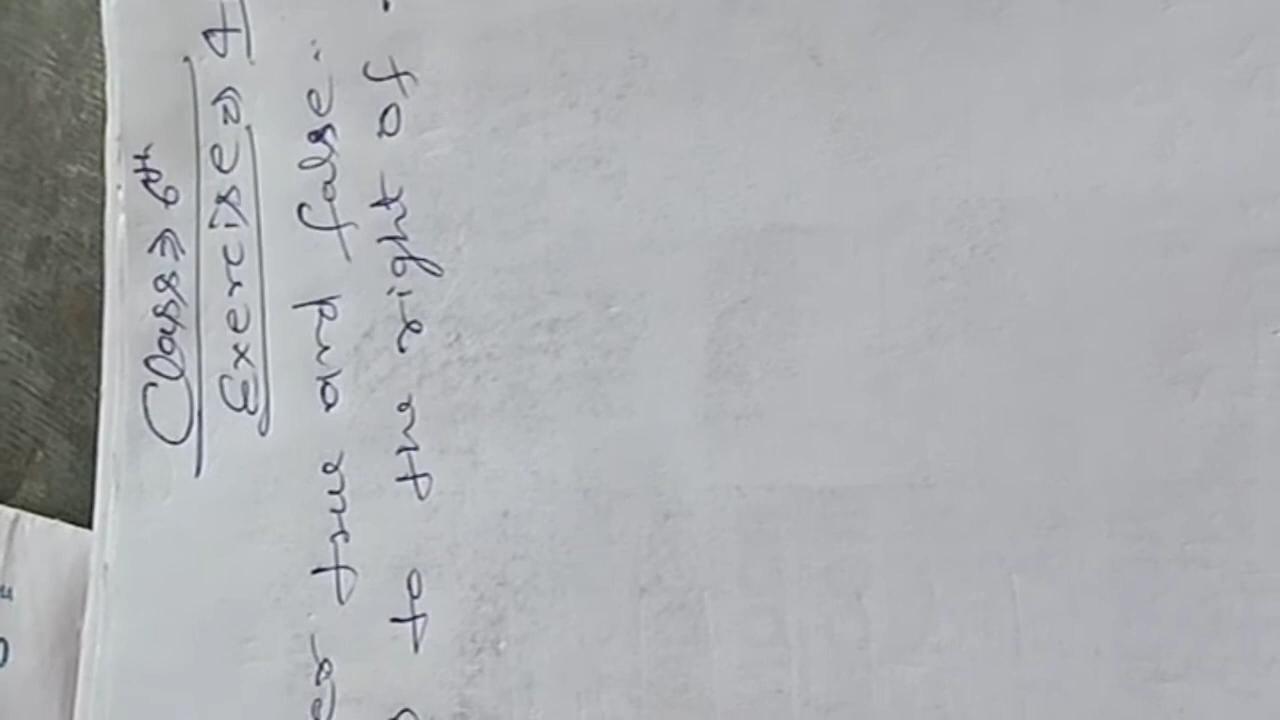 Class ⇒ 6th
Exercise ⇒ 4
true and false.
to the right of -